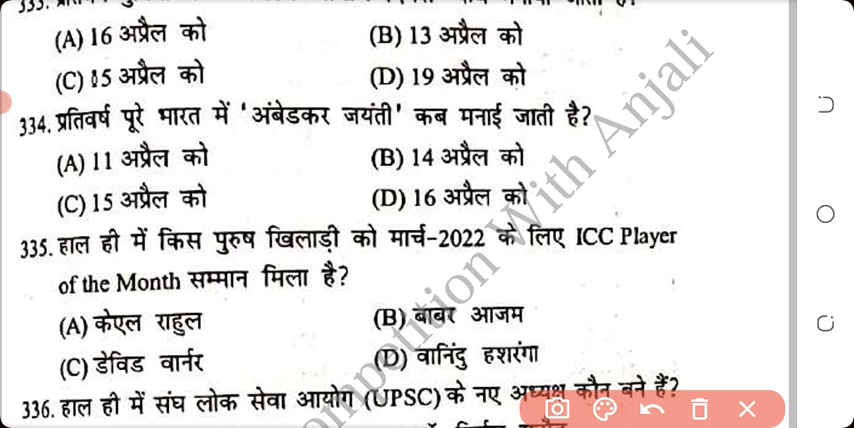 (A) 16 अप्रैल को (B) 13 अप्रैल को
(C) 15 अप्रैल को (D) 19 अप्रैल को
334. प्रतिवर्ष पूरे भारत में 'अंबेडकर जयंती' कब मनाई जाती है?
(A) 11 अप्रैल को (B) 14 अप्रैल को
(C) 15 अप्रैल को (D) 16 अप्रैल को
335. हाल ही में किस पुरुष खिलाड़ी को मार्च-2022 के लिए ICC Player
of the Month सम्मान मिला है?
(A) केएल राहुल (B) बाबर आजम
(C) डेविड वार्नर (D) वानिंदु हशरंगा
336. हाल ही में संघ लोक सेवा आयोग (UPSC) के नए अध्यक्ष कौन बने हैं?
With Anjali